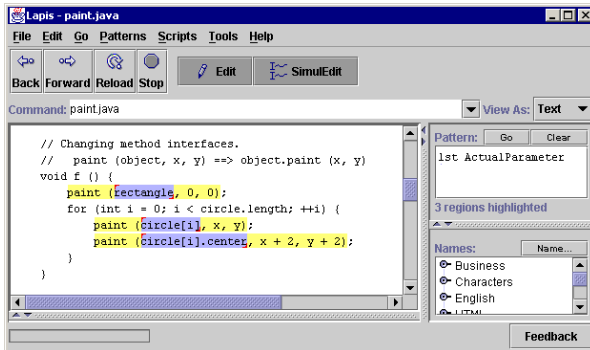 Lapis - paint.java
File Edit Go Patterns Scripts Tools Help
Back Forward Reload Stop Edit SimulEdit
Command: paint.java View As: Text
// Changing method interfaces.
// paint (object, x, y) ==> object.paint (x, y)
void f () {
paint (rectangle, 0, 0);
for (int i = 0; i < circle.length; ++i) {
paint (circle[i], x, y);
paint (circle[i].center, x + 2, y + 2);
}
}
Pattern: Go Clear
1st ActualParameter
3 regions highlighted
Names: Name...
Business
Characters
English
HTML
Feedback